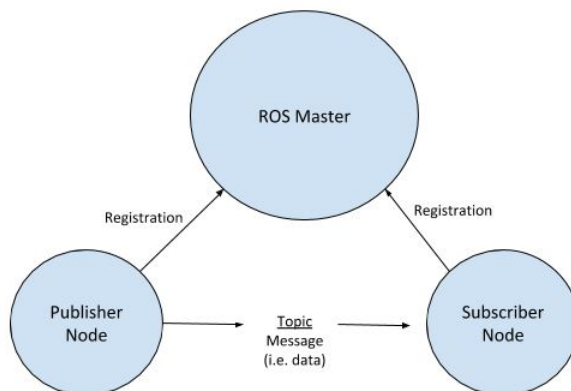 ROS Master
Registration
Registration
Publisher
Node
Topic
Message
(i.e. data)
Subscriber
Node